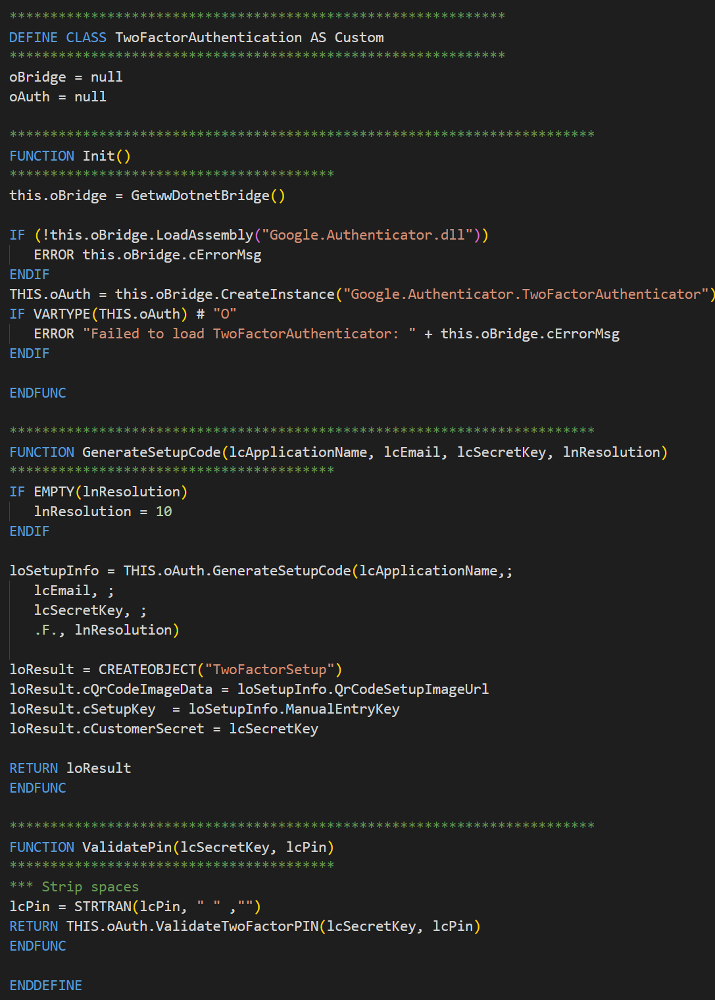 *************************************************************
DEFINE CLASS TwoFactorAuthentication AS Custom
*************************************************************
oBridge = null
oAuth = null
************************************************************************
FUNCTION Init()
****************************************
this.oBridge = GetwwDotnetBridge()
IF (!this.oBridge.LoadAssembly("Google.Authenticator.dll"))
   ERROR this.oBridge.cErrorMsg
ENDIF
THIS.oAuth = this.oBridge.CreateInstance("Google.Authenticator.TwoFactorAuthenticator")
IF VARTYPE(THIS.oAuth) # "O"
   ERROR "Failed to load TwoFactorAuthenticator: " + this.oBridge.cErrorMsg
ENDIF
ENDFUNC
************************************************************************
FUNCTION GenerateSetupCode(lcApplicationName, lcEmail, lcSecretKey, lnResolution)
****************************************
IF EMPTY(lnResolution)
   lnResolution = 10
ENDIF
loSetupInfo = THIS.oAuth.GenerateSetupCode(lcApplicationName,;
   lcEmail, ;
   lcSecretKey, ;
   .F., lnResolution)
loResult = CREATEOBJECT("TwoFactorSetup")
loResult.cQrCodeImageData = loSetupInfo.QrCodeSetupImageUrl
loResult.cSetupKey  = loSetupInfo.ManualEntryKey
loResult.cCustomerSecret = lcSecretKey
RETURN loResult
ENDFUNC
************************************************************************
FUNCTION ValidatePin(lcSecretKey, lcPin)
****************************************
*** Strip spaces
lcPin = STRTRAN(lcPin, " " ,"")
RETURN THIS.oAuth.ValidateTwoFactorPIN(lcSecretKey, lcPin)
ENDFUNC
ENDDEFINE